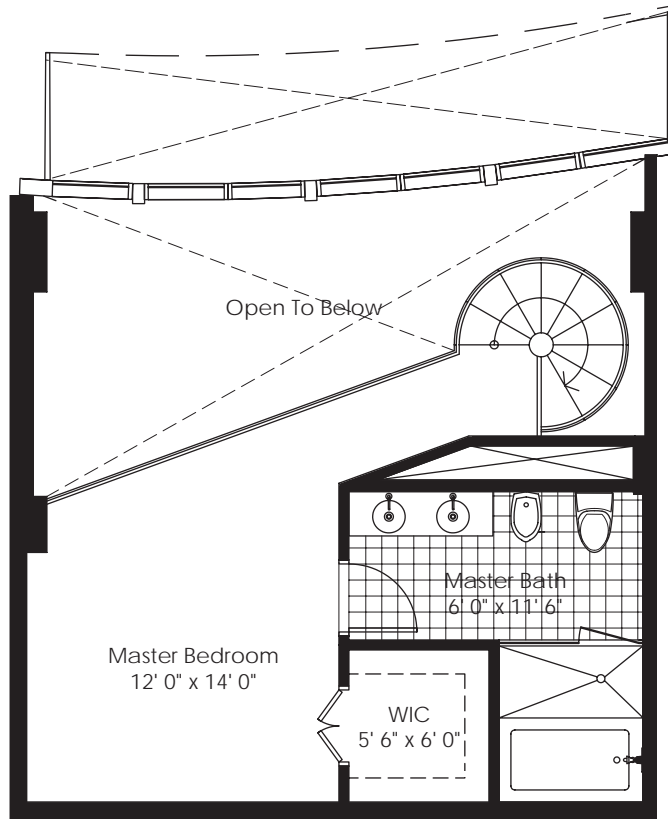 Open To Below
Master Bath
6' 0" x 11' 6"
Master Bedroom
12' 0" x 14' 0"
WIC
5' 6" x 6' 0"